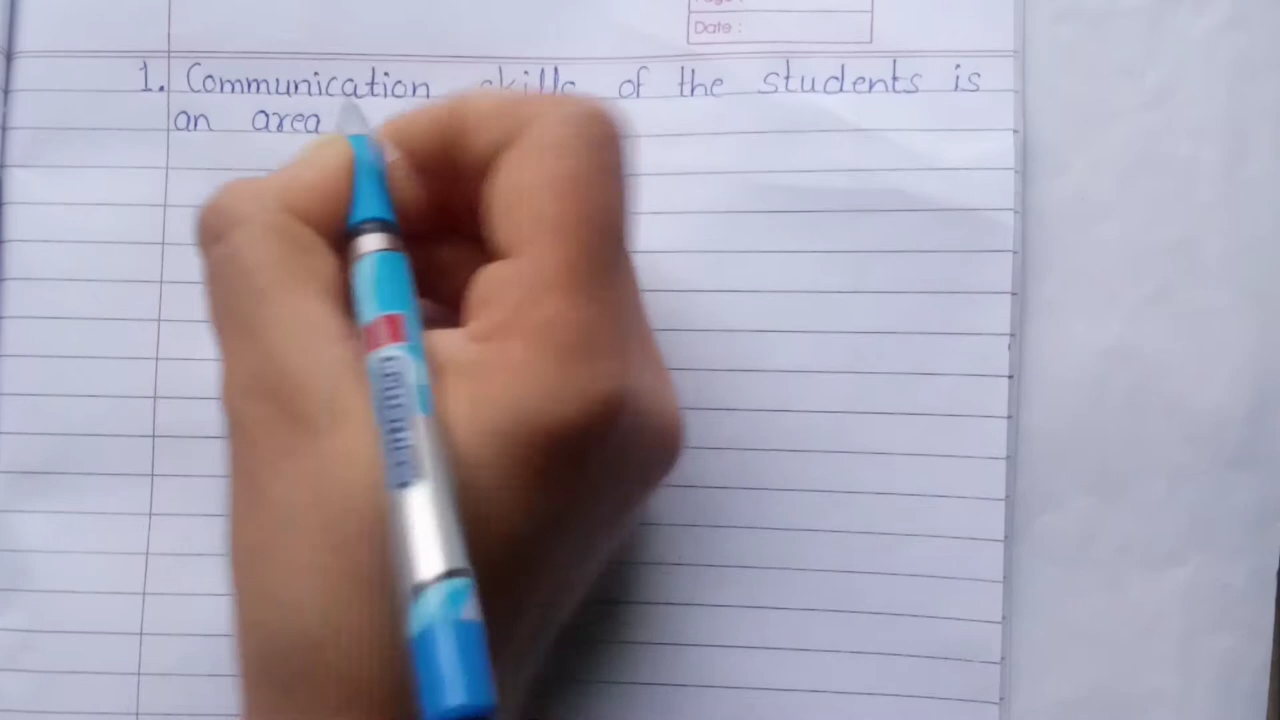 Date :
1. Communication skills of the students is
an area